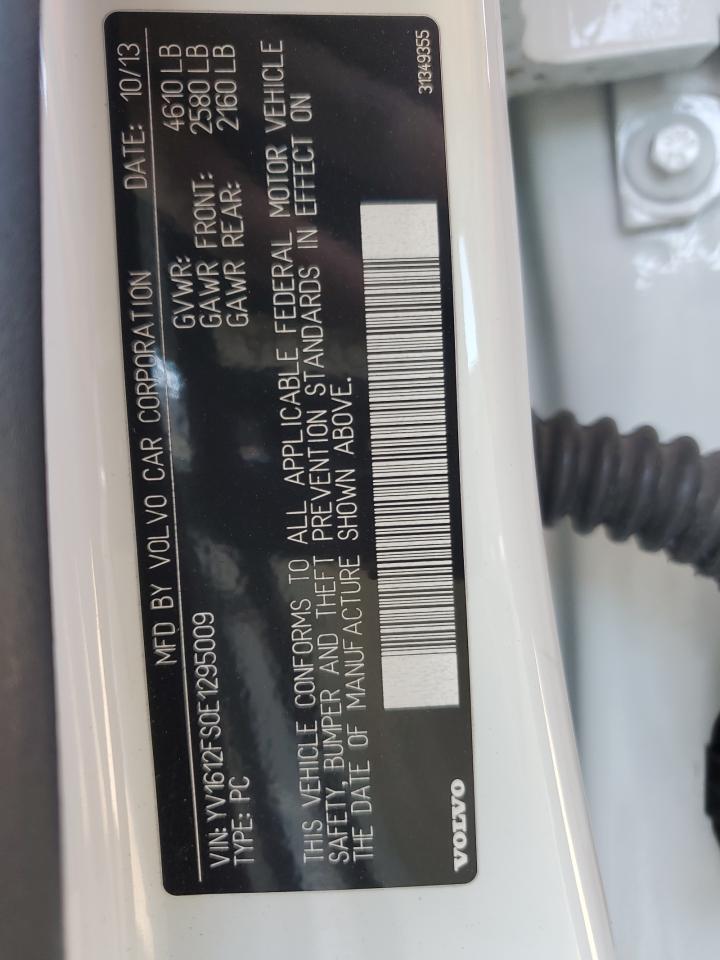 MFD BY VOLVO CAR CORPORATION DATE: 10/13
GVWR: 4610 LB
GAWR FRONT: 2580 LB
GAWR REAR: 2160 LB
VIN: YV1612FS0E1295009
TYPE: PC
THIS VEHICLE CONFORMS TO ALL APPLICABLE FEDERAL MOTOR VEHICLE
SAFETY, BUMPER AND THEFT PREVENTION STANDARDS IN EFFECT ON
THE DATE OF MANUFACTURE SHOWN ABOVE.
VOLVO
31349355